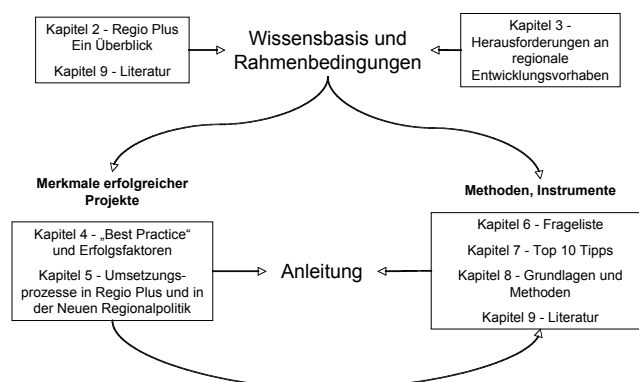 Kapitel 2 - Regio Plus
Ein Überblick
Kapitel 9 - Literatur
Wissensbasis und
Rahmenbedingungen
Kapitel 3 -
Herausforderungen an
regionale
Entwicklungsvorhaben
Merkmale erfolgreicher
Projekte
Methoden, Instrumente
Kapitel 4 - „Best Practice“
und Erfolgsfaktoren
Kapitel 5 - Umsetzungs-
prozesse in Regio Plus und in
der Neuen Regionalpolitik
Anleitung
Kapitel 6 - Frageliste
Kapitel 7 - Top 10 Tipps
Kapitel 8 - Grundlagen und
Methoden
Kapitel 9 - Literatur